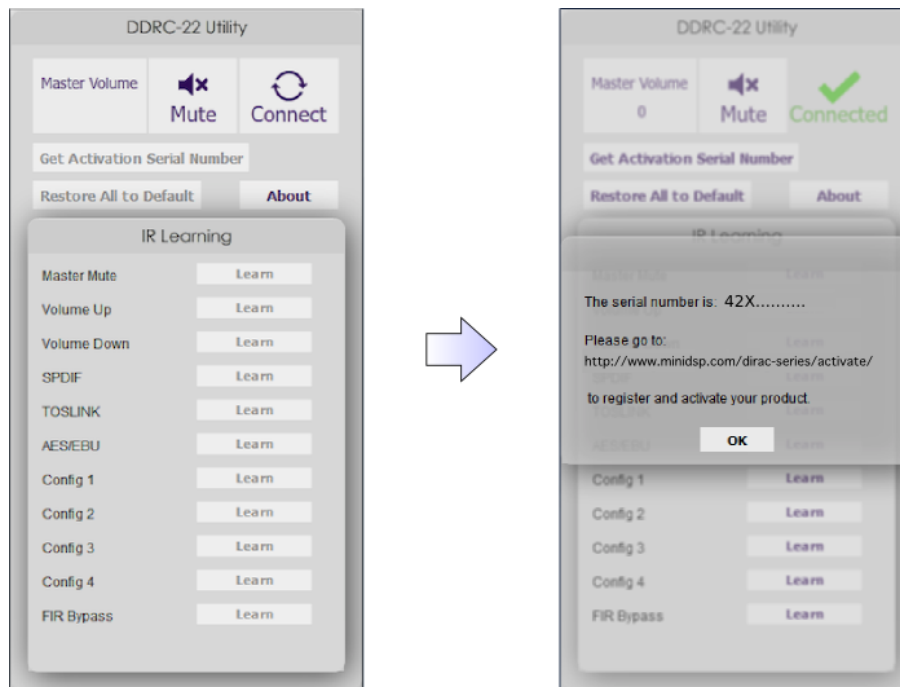 DDRC-22 Utility
Master Volume
Mute
Connect
Get Activation Serial Number
Restore All to Default
About
IR Learning
Master Mute Learn
Volume Up Learn
Volume Down Learn
SPDIF Learn
TOSLINK Learn
AES/EBU Learn
Config 1 Learn
Config 2 Learn
Config 3 Learn
Config 4 Learn
FIR Bypass Learn
DDRC-22 Utility
Master Volume
0
Mute
Connected
Get Activation Serial Number
Restore All to Default
About
IR Learning
The serial number is: 42X..........
Please go to:
http://www.minidsp.com/dirac-series/activate/
to register and activate your product.
OK
Config 1 Learn
Config 2 Learn
Config 3 Learn
Config 4 Learn
FIR Bypass Learn